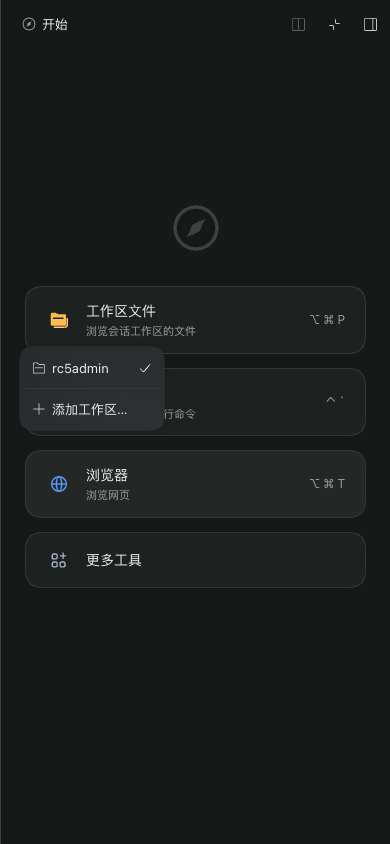 开始
工作区文件
浏览会话工作区的文件
⌥ ⌘ P
rc5admin
添加工作区...
行命令
^ `
浏览器
浏览网页
⌥ ⌘ T
更多工具